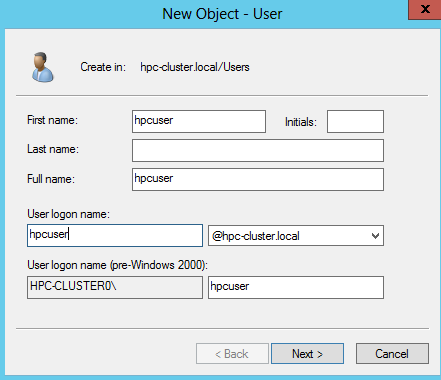 New Object - User
x
Create in: hpc-cluster.local/Users
First name: hpcuser Initials:
Last name:
Full name: hpcuser
User logon name:
hpcuser @hpc-cluster.local
User logon name (pre-Windows 2000):
HPC-CLUSTER0\ hpcuser
< Back Next > Cancel